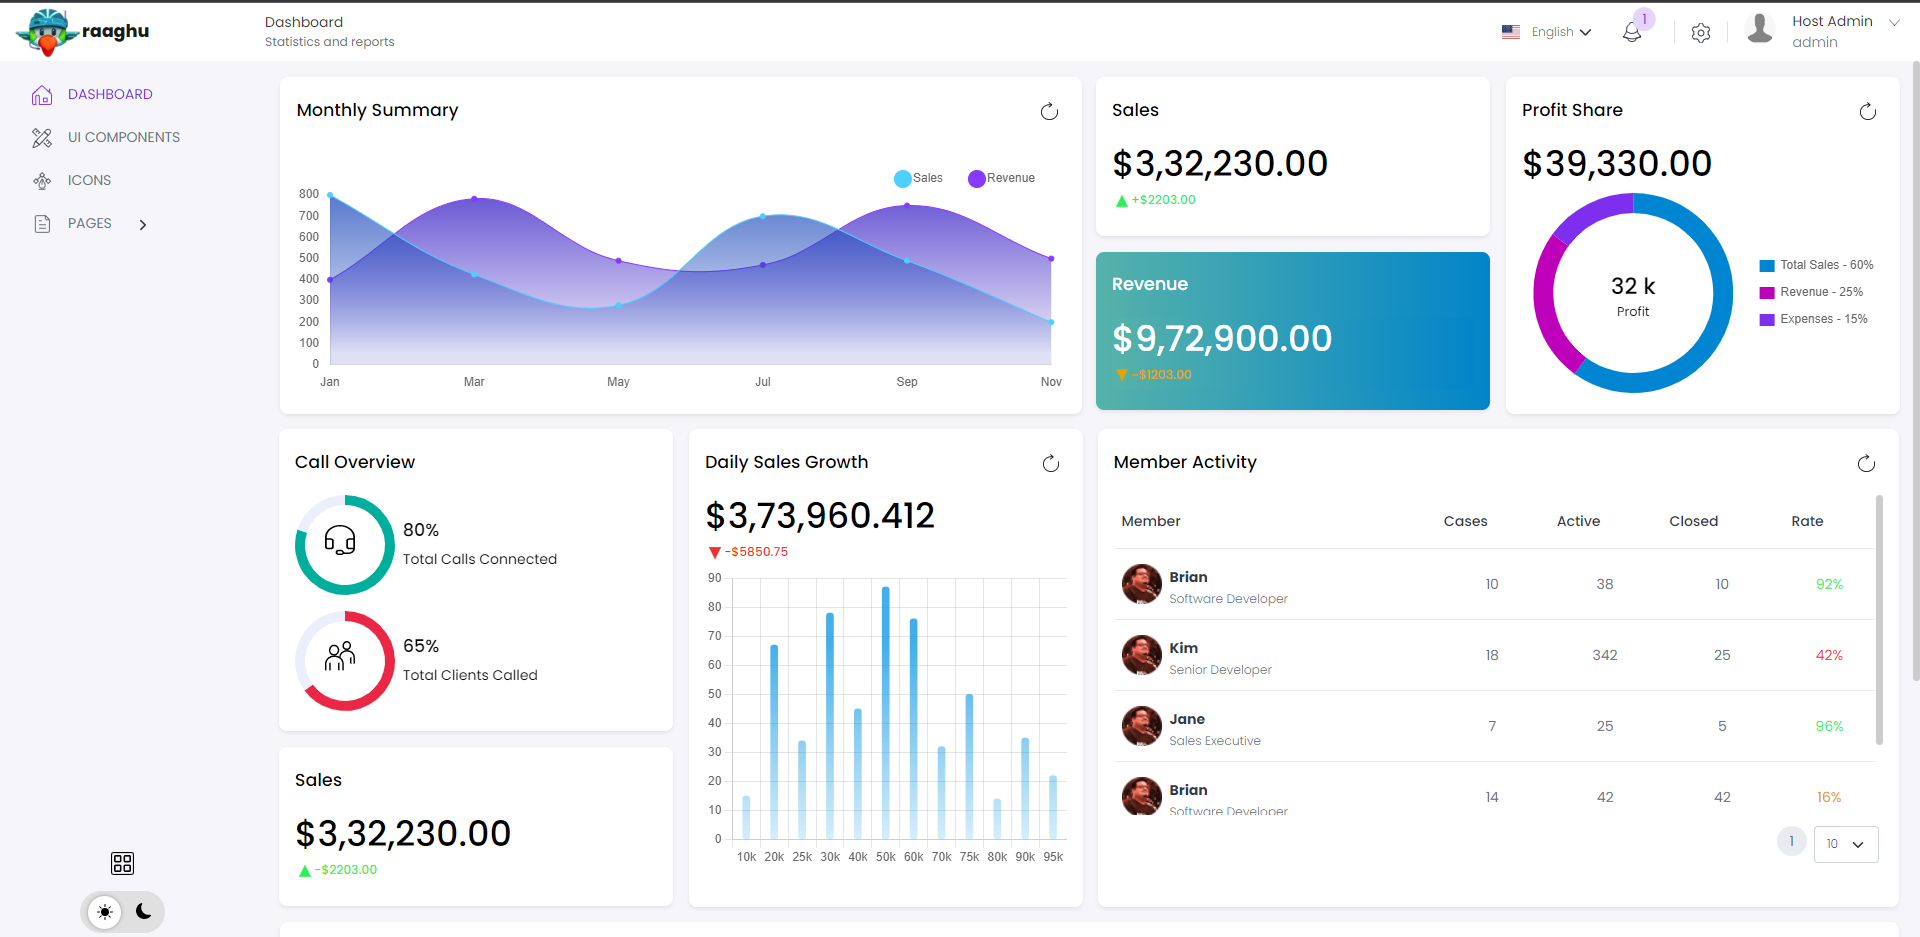 raaghu
Dashboard
Statistics and reports
English
1
Host Admin
admin
DASHBOARD
UI COMPONENTS
ICONS
PAGES
Monthly Summary
Sales
Revenue
800
700
600
500
400
300
200
100
0
Jan
Mar
May
Jul
Sep
Nov
Sales
$3,32,230.00
+$2203.00
Revenue
$9,72,900.00
-$1203.00
Profit Share
$39,330.00
32 k
Profit
Total Sales - 60%
Revenue - 25%
Expenses - 15%
Call Overview
80%
Total Calls Connected
65%
Total Clients Called
Sales
$3,32,230.00
-$2203.00
Daily Sales Growth
$3,73,960.412
-$5850.75
90
80
70
60
50
40
30
20
10
0
10k 20k 25k 30k 40k 50k 60k 70k 75k 80k 90k 95k
Member Activity
Member Cases Active Closed Rate
Brian
Software Developer
10 38 10 92%
Kim
Senior Developer
18 342 25 42%
Jane
Sales Executive
7 25 5 96%
Brian
Software Developer
14 42 42 16%
1
10